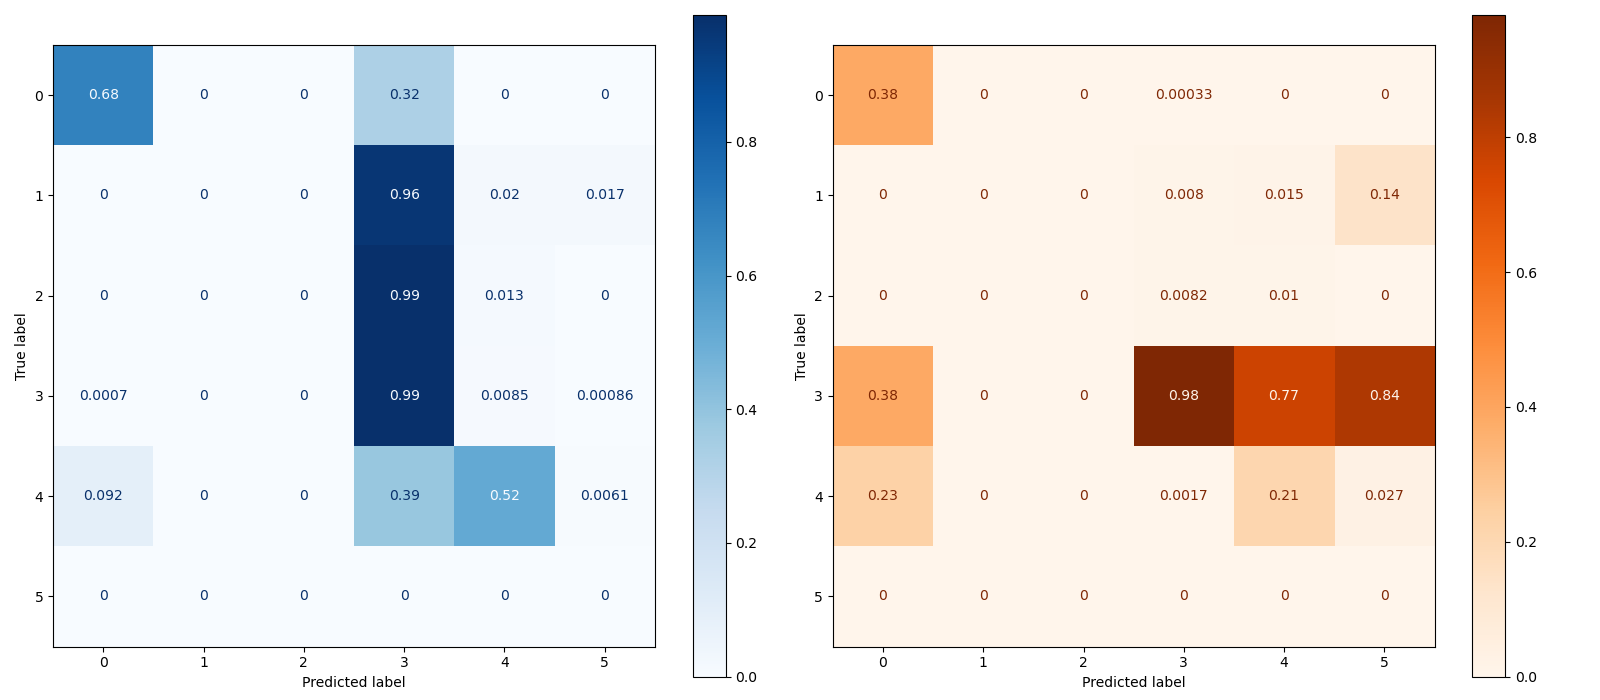 0 0.68 0 0 0.32 0 0
1 0 0 0 0.96 0.02 0.017
2 0 0 0 0.99 0.013 0
3 0.0007 0 0 0.99 0.0085 0.00086
4 0.092 0 0 0.39 0.52 0.0061
5 0 0 0 0 0 0
0 1 2 3 4 5
Predicted label
True label
0.8
0.6
0.4
0.2
0.0
0 0.38 0 0 0.00033 0 0
1 0 0 0 0.008 0.015 0.14
2 0 0 0 0.0082 0.01 0
3 0.38 0 0 0.98 0.77 0.84
4 0.23 0 0 0.0017 0.21 0.027
5 0 0 0 0 0 0
0 1 2 3 4 5
Predicted label
True label
0.8
0.6
0.4
0.2
0.0